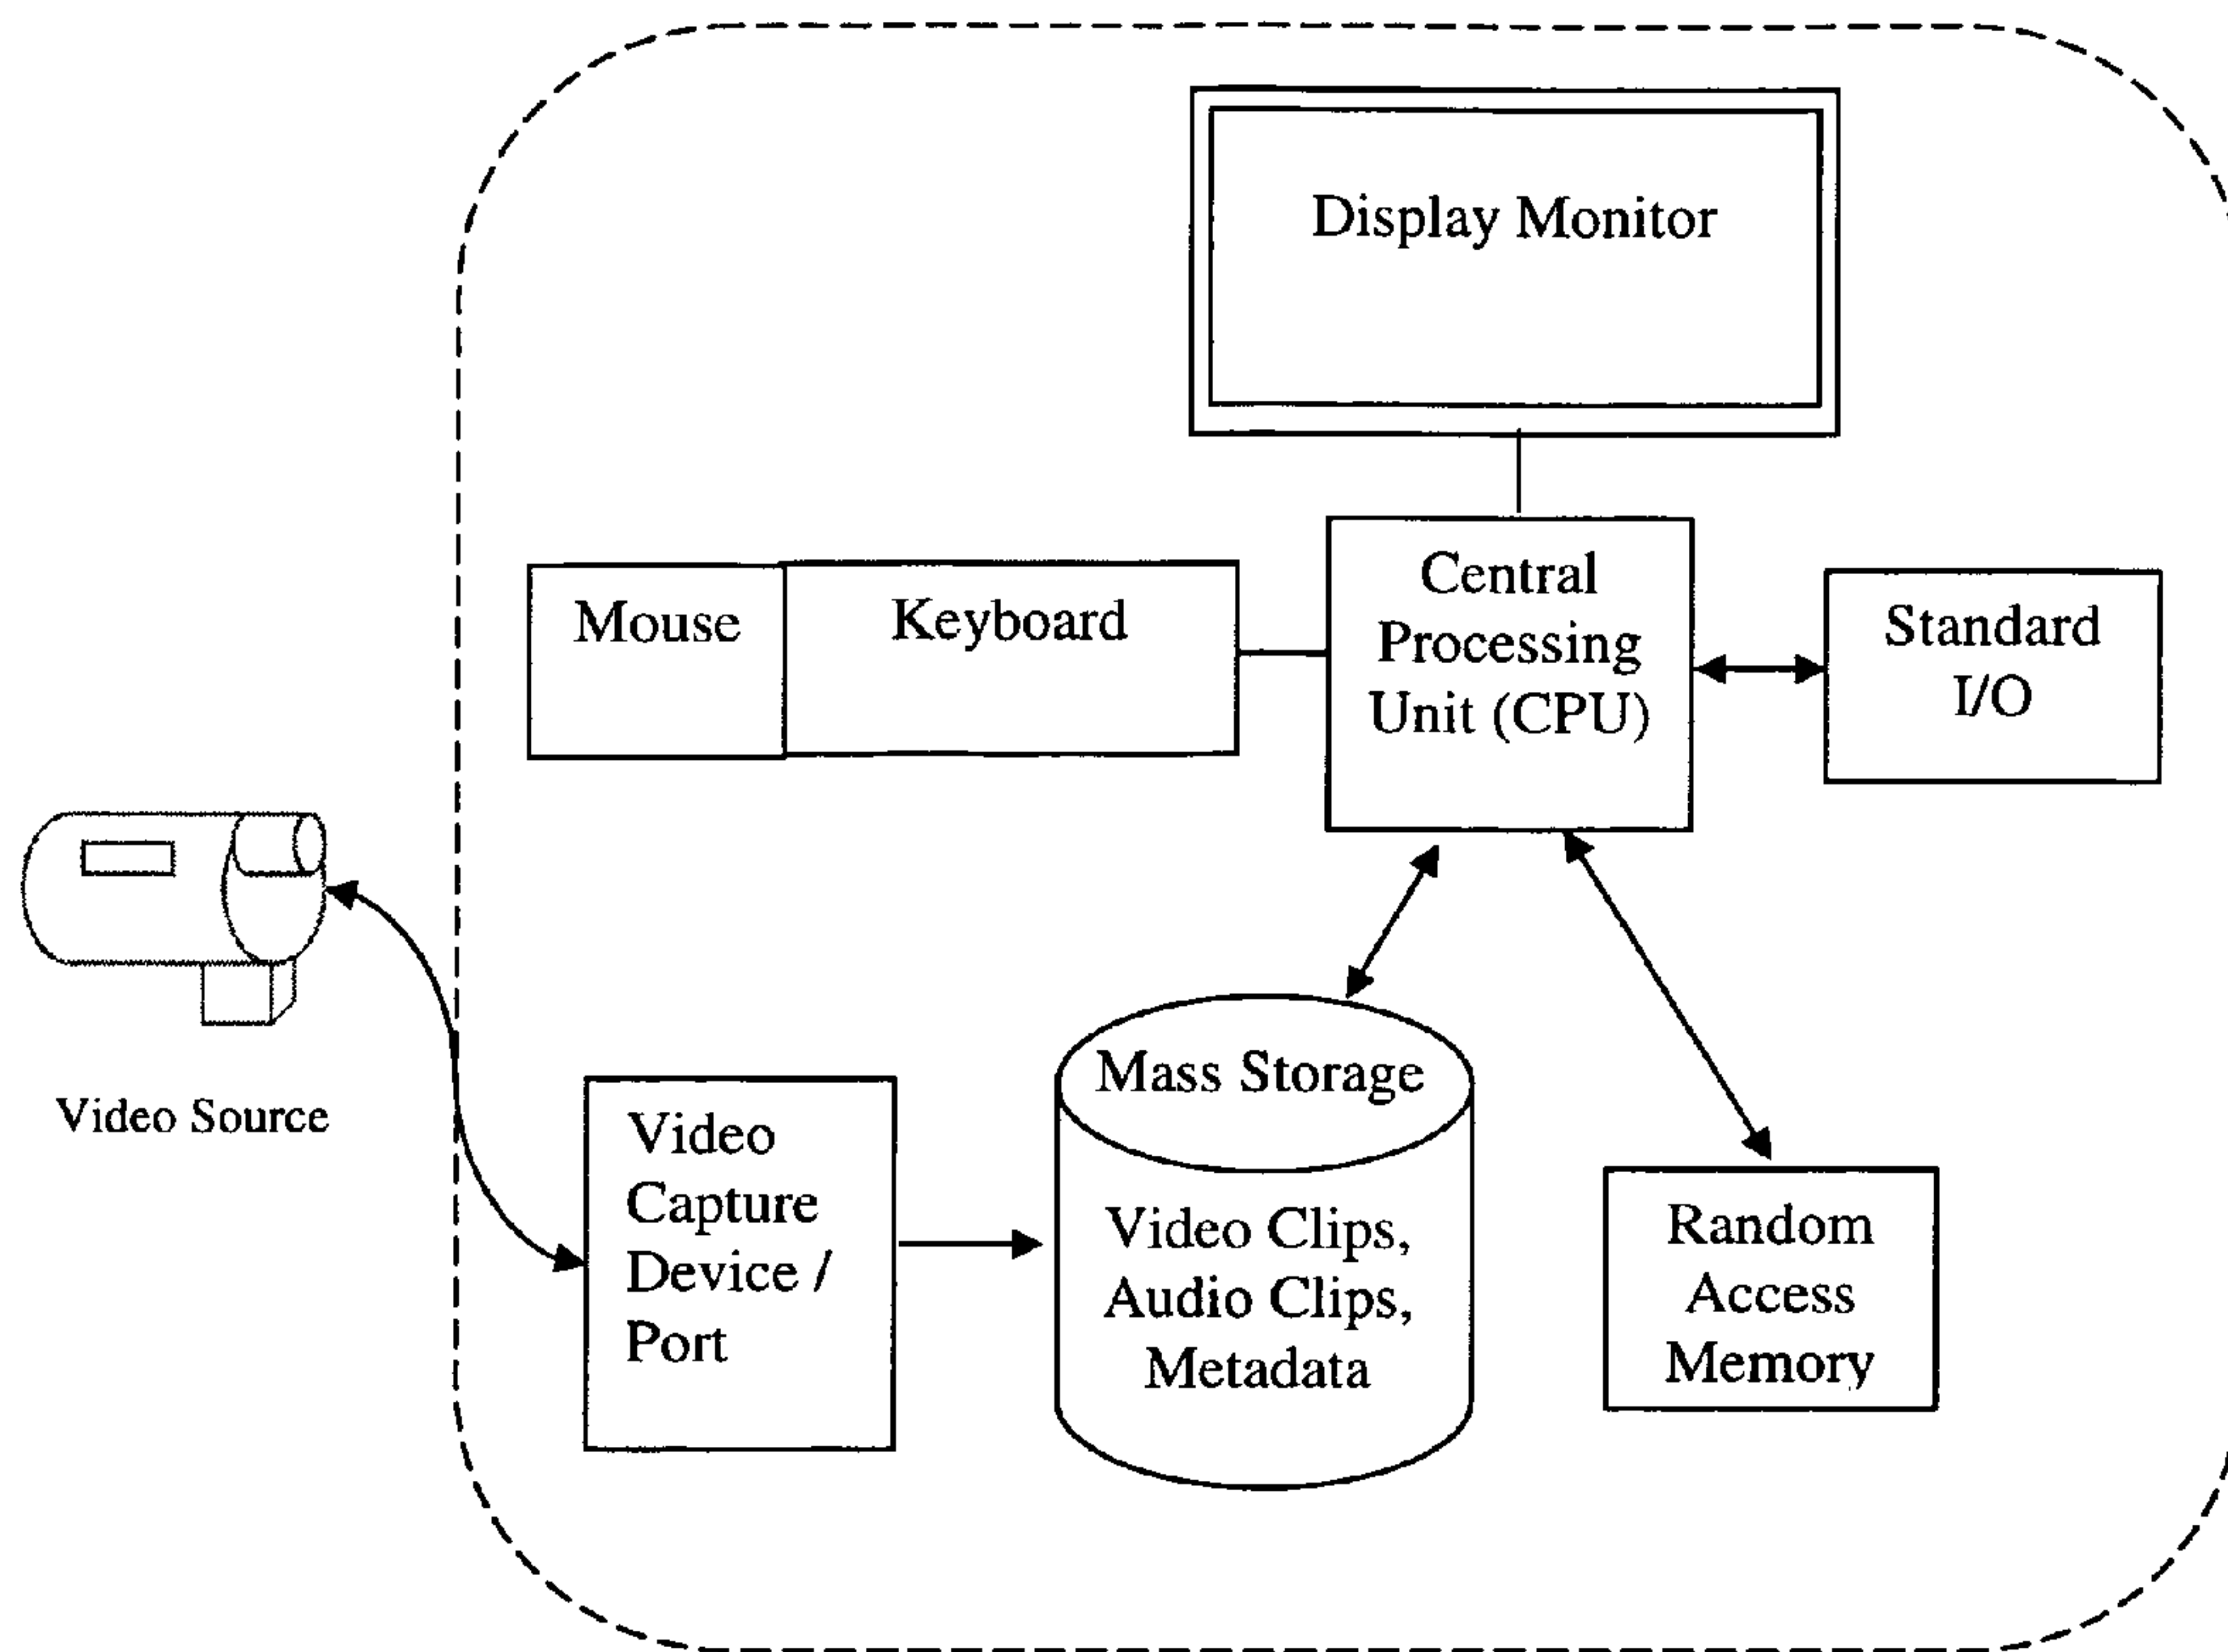 Display Monitor
Mouse
Keyboard
Central
Processing
Unit (CPU)
Standard
I/O
Video Source
Video
Capture
Device /
Port
Mass Storage
Video Clips,
Audio Clips,
Metadata
Random
Access
Memory